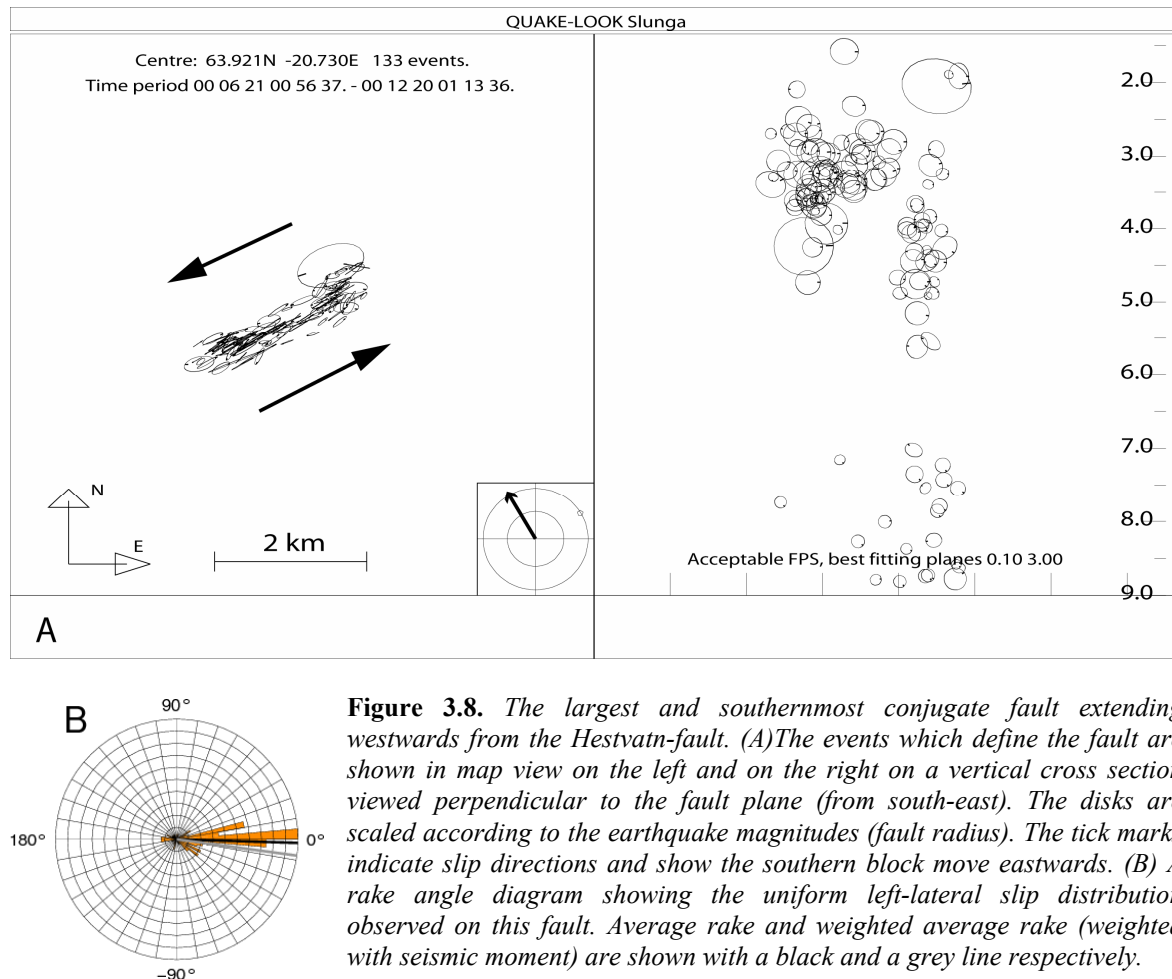 QUAKE-LOOK Slunga
Centre: 63.921N -20.730E 133 events.
Time period 00 06 21 00 56 37. - 00 12 20 01 13 36.
N
E
2 km
A
2.0
3.0
4.0
5.0
6.0
7.0
8.0
Acceptable FPS, best fitting planes 0.10 3.00
9.0
B
90°
180°
0°
-90°
Figure 3.8. The largest and southernmost conjugate fault extending
westwards from the Hestvatn-fault. (A)The events which define the fault ar
shown in map view on the left and on the right on a vertical cross section
viewed perpendicular to the fault plane (from south-east). The disks ar
scaled according to the earthquake magnitudes (fault radius). The tick mark
indicate slip directions and show the southern block move eastwards. (B) A
rake angle diagram showing the uniform left-lateral slip distribution
observed on this fault. Average rake and weighted average rake (weighted
with seismic moment) are shown with a black and a grey line respectively.